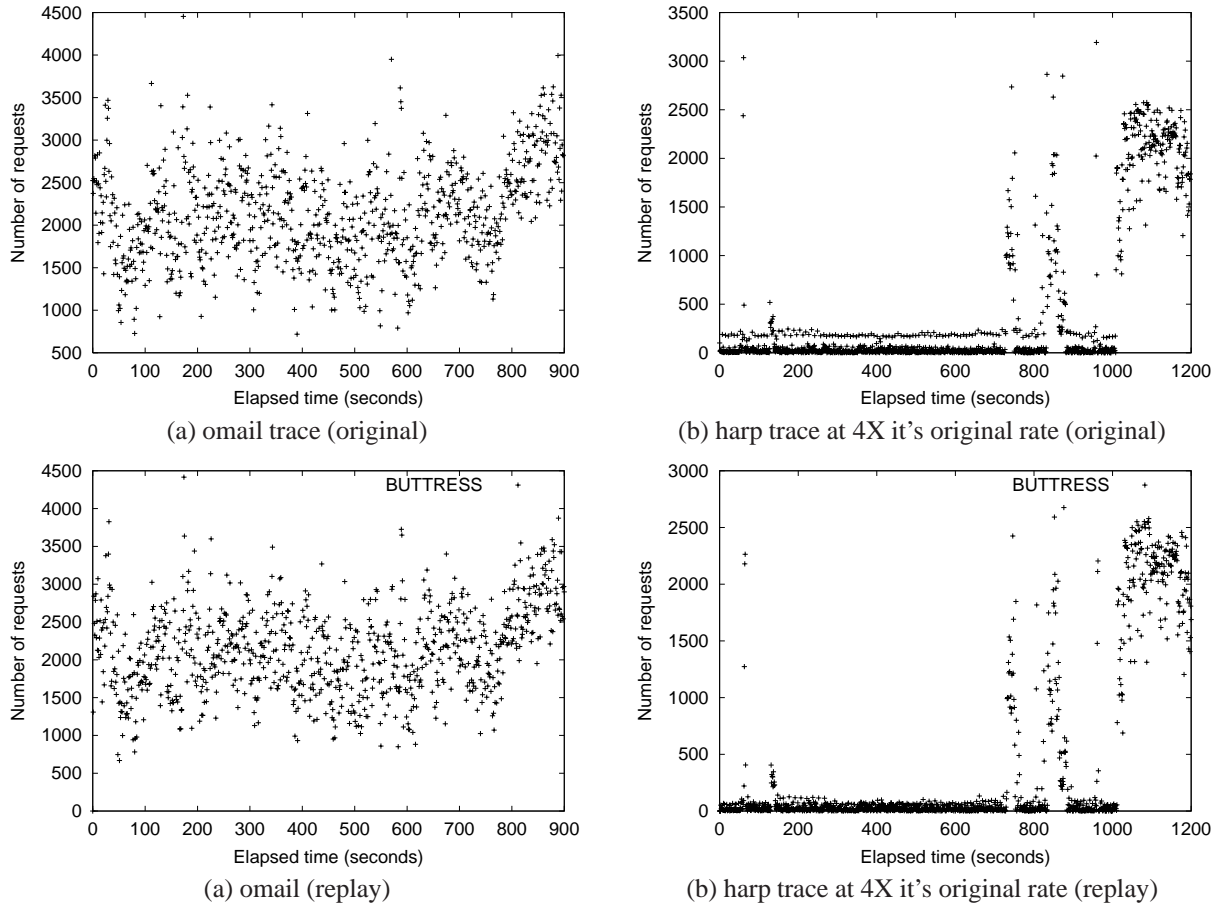 4500
4000
3500
3000
2500
2000
1500
1000
500
Number of requests
0 100 200 300 400 500 600 700 800 900
Elapsed time (seconds)
(a) omail trace (original)
3500
3000
2500
2000
1500
1000
500
0
Number of requests
0 200 400 600 800 1000 1200
Elapsed time (seconds)
(b) harp trace at 4X it's original rate (original)
4500
4000
3500
3000
2500
2000
1500
1000
500
0
Number of requests
BUTTRESS
0 100 200 300 400 500 600 700 800 900
Elapsed time (seconds)
(a) omail (replay)
3000
2500
2000
1500
1000
500
0
Number of requests
BUTTRESS
0 200 400 600 800 1000 1200
Elapsed time (seconds)
(b) harp trace at 4X it's original rate (replay)